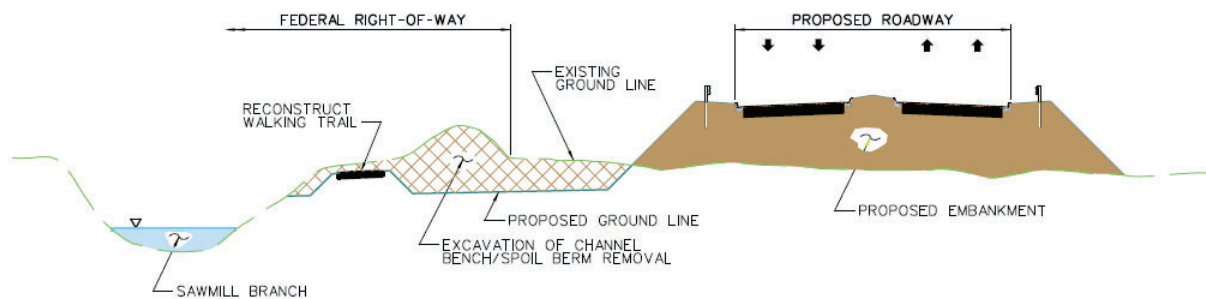 FEDERAL RIGHT-OF-WAY
PROPOSED ROADWAY
EXISTING
GROUND LINE
RECONSTRUCT
WALKING TRAIL
PROPOSED GROUND LINE
PROPOSED EMBANKMENT
EXCAVATION OF CHANNEL
BENCH/SPOIL BERM REMOVAL
SAWMILL BRANCH